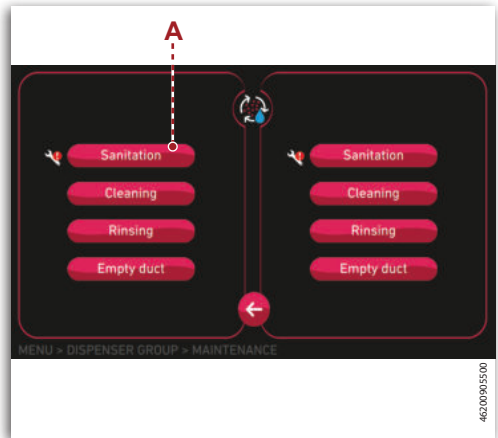 A
Sanitation
Cleaning
Rinsing
Empty duct
Sanitation
Cleaning
Rinsing
Empty duct
MENU > DISPENSER GROUP > MAINTENANCE
46200905500